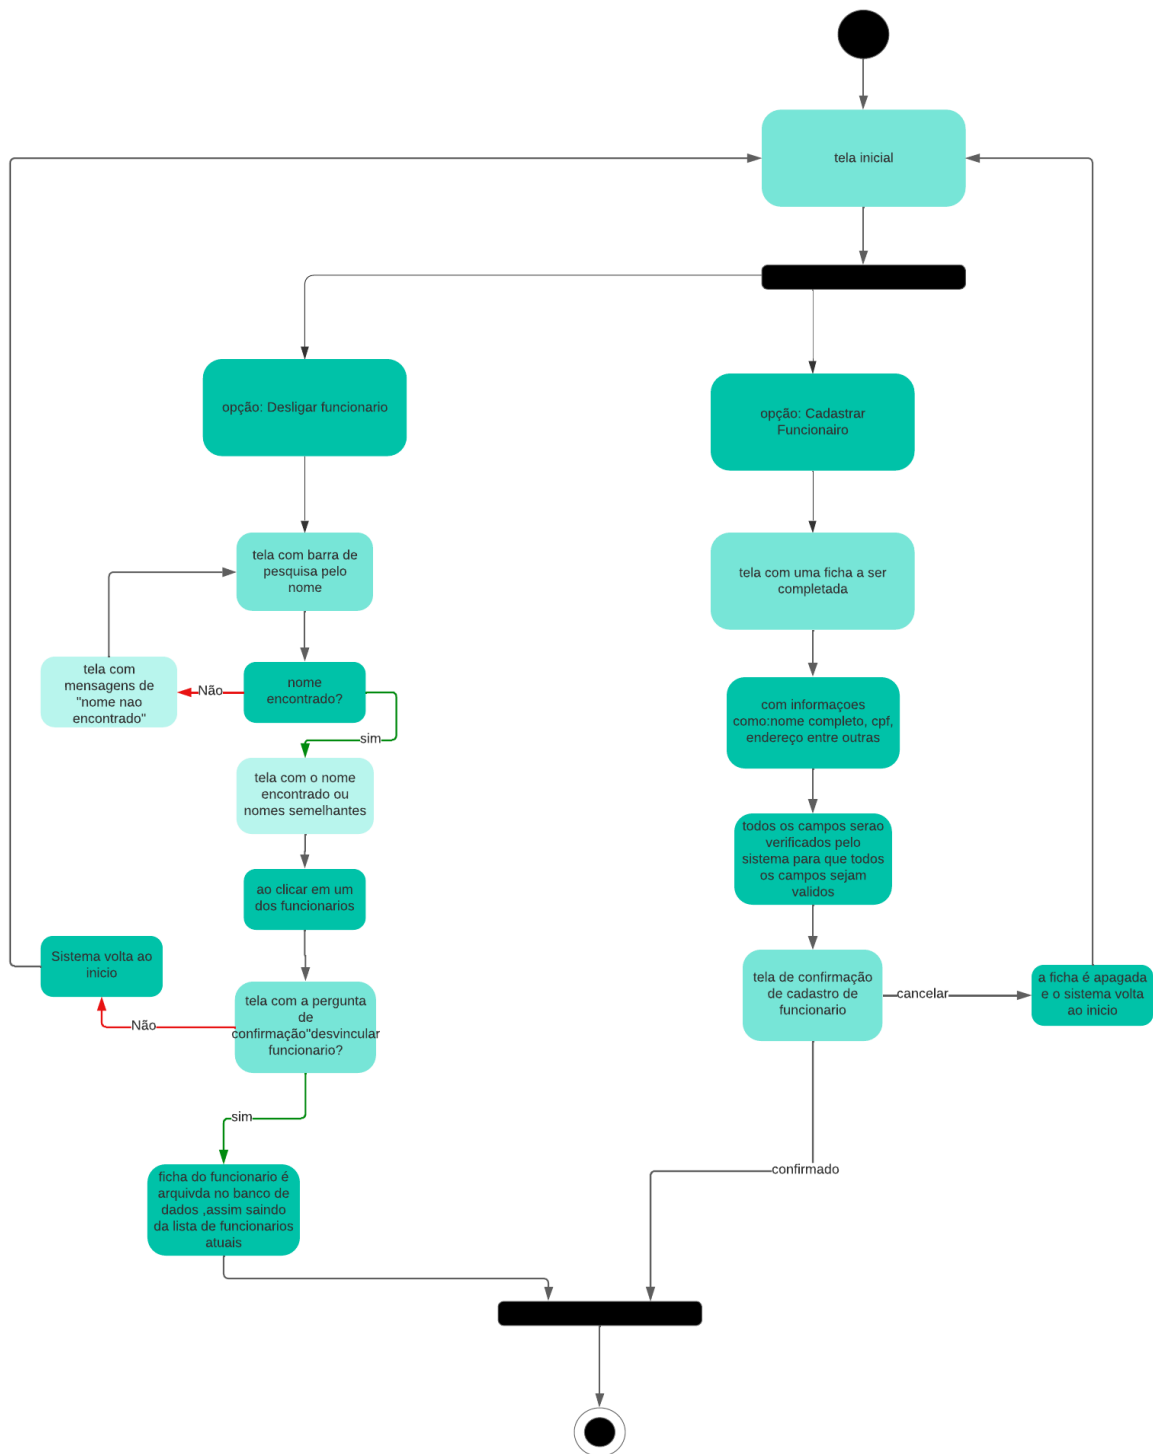 tela inicial
opção: Desligar funcionario
opção: Cadastrar
Funcionairo
tela com barra de
pesquisa pelo
nome
tela com uma ficha a ser
completada
tela com
mensagens de
"nome nao
encontrado"
Não
nome
encontrado?
sim
com informaçoes
como:nome completo, cpf,
endereço entre outras
tela com o nome
encontrado ou
nomes semelhantes
todos os campos serao
verificados pelo
sistema para que todos
os campos sejam
validos
ao clicar em um
dos funcionarios
Sistema volta ao
inicio
Não
tela com a pergunta
de
confirmação"desvincular
funcionario?
tela de confirmação
de cadastro de
funcionario
cancelar
a ficha é apagada
e o sistema volta
ao inicio
sim
confirmado
ficha do funcionario é
arquivda no banco de
dados ,assim saindo
da lista de funcionarios
atuais